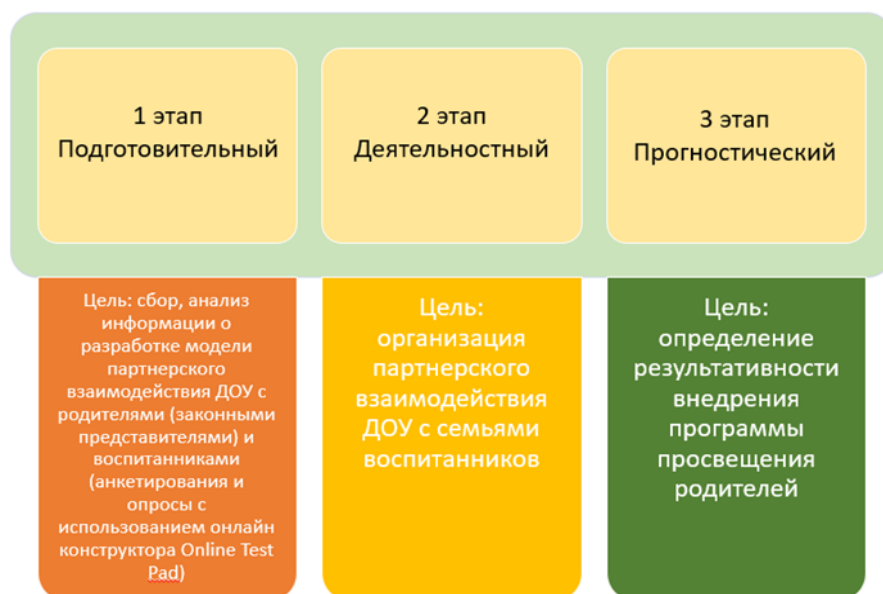 1 этап
Подготовительный
2 этап
Деятельностный
3 этап
Прогностический
Цель: сбор, анализ
информации о
разработке модели
партнерского
взаимодействия ДОУ с
родителями (законными
представителями) и
воспитанниками
(анкетирования и
опросы с
использованием онлайн
конструктора Online Test
Pad)
Цель:
организация
партнерского
взаимодействия
ДОУ с семьями
воспитанников
Цель:
определение
результативности
внедрения
программы
просвещения
родителей